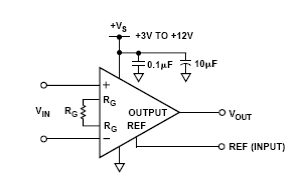 +VS
+3V TO +12V
0.1µF
10µF
+
RG
VIN
RG
OUTPUT
VOUT
RG
REF
–
REF (INPUT)